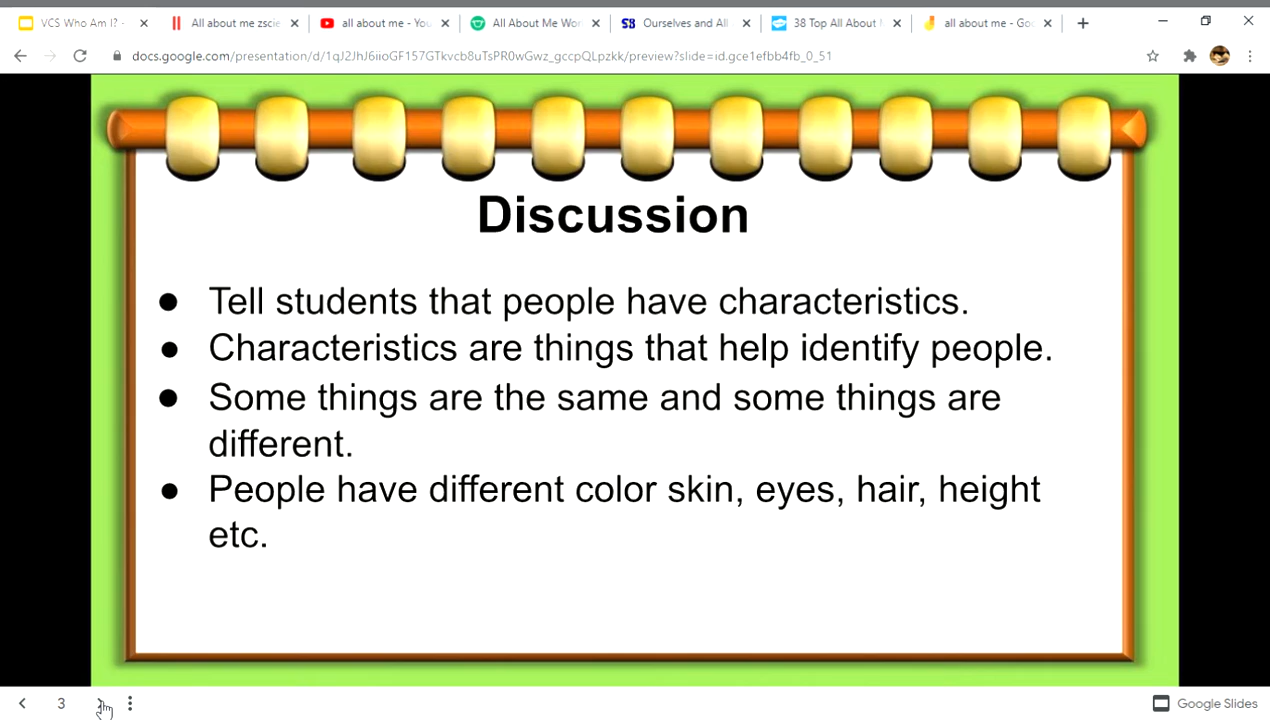 VCS Who Am I? -
All about me zscie
all about me - You
All About Me Wor
Ourselves and All
38 Top All About M
all about me - Goo
docs.google.com/presentation/d/1qJ2JhJ6iioGF157GTkvcb8uTsPR0wGwz_gccpQLpzkk/preview?slide=id.gce1efbb4fb_0_51
Discussion
● Tell students that people have characteristics.
● Characteristics are things that help identify people.
● Some things are the same and some things are
different.
● People have different color skin, eyes, hair, height
etc.
3
Google Slides